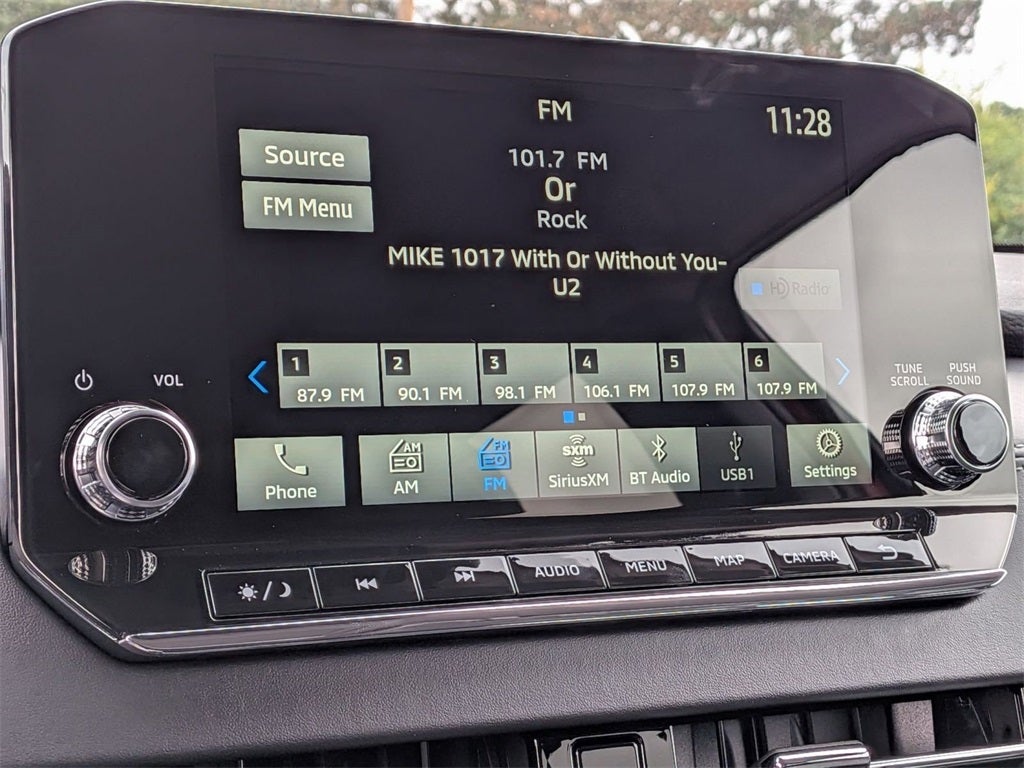 FM
11:28
Source
FM Menu
101.7 FM
Or
Rock
MIKE 1017 With Or Without You-
U2
HD Radio
1
87.9 FM
2
90.1 FM
3
98.1 FM
4
106.1 FM
5
107.9 FM
6
107.9 FM
VOL
TUNE
SCROLL
PUSH
SOUND
Phone
AM
AM
FM
FM
sxm
SiriusXM
BT Audio
USB1
Settings
AUDIO
MENU
MAP
CAMERA